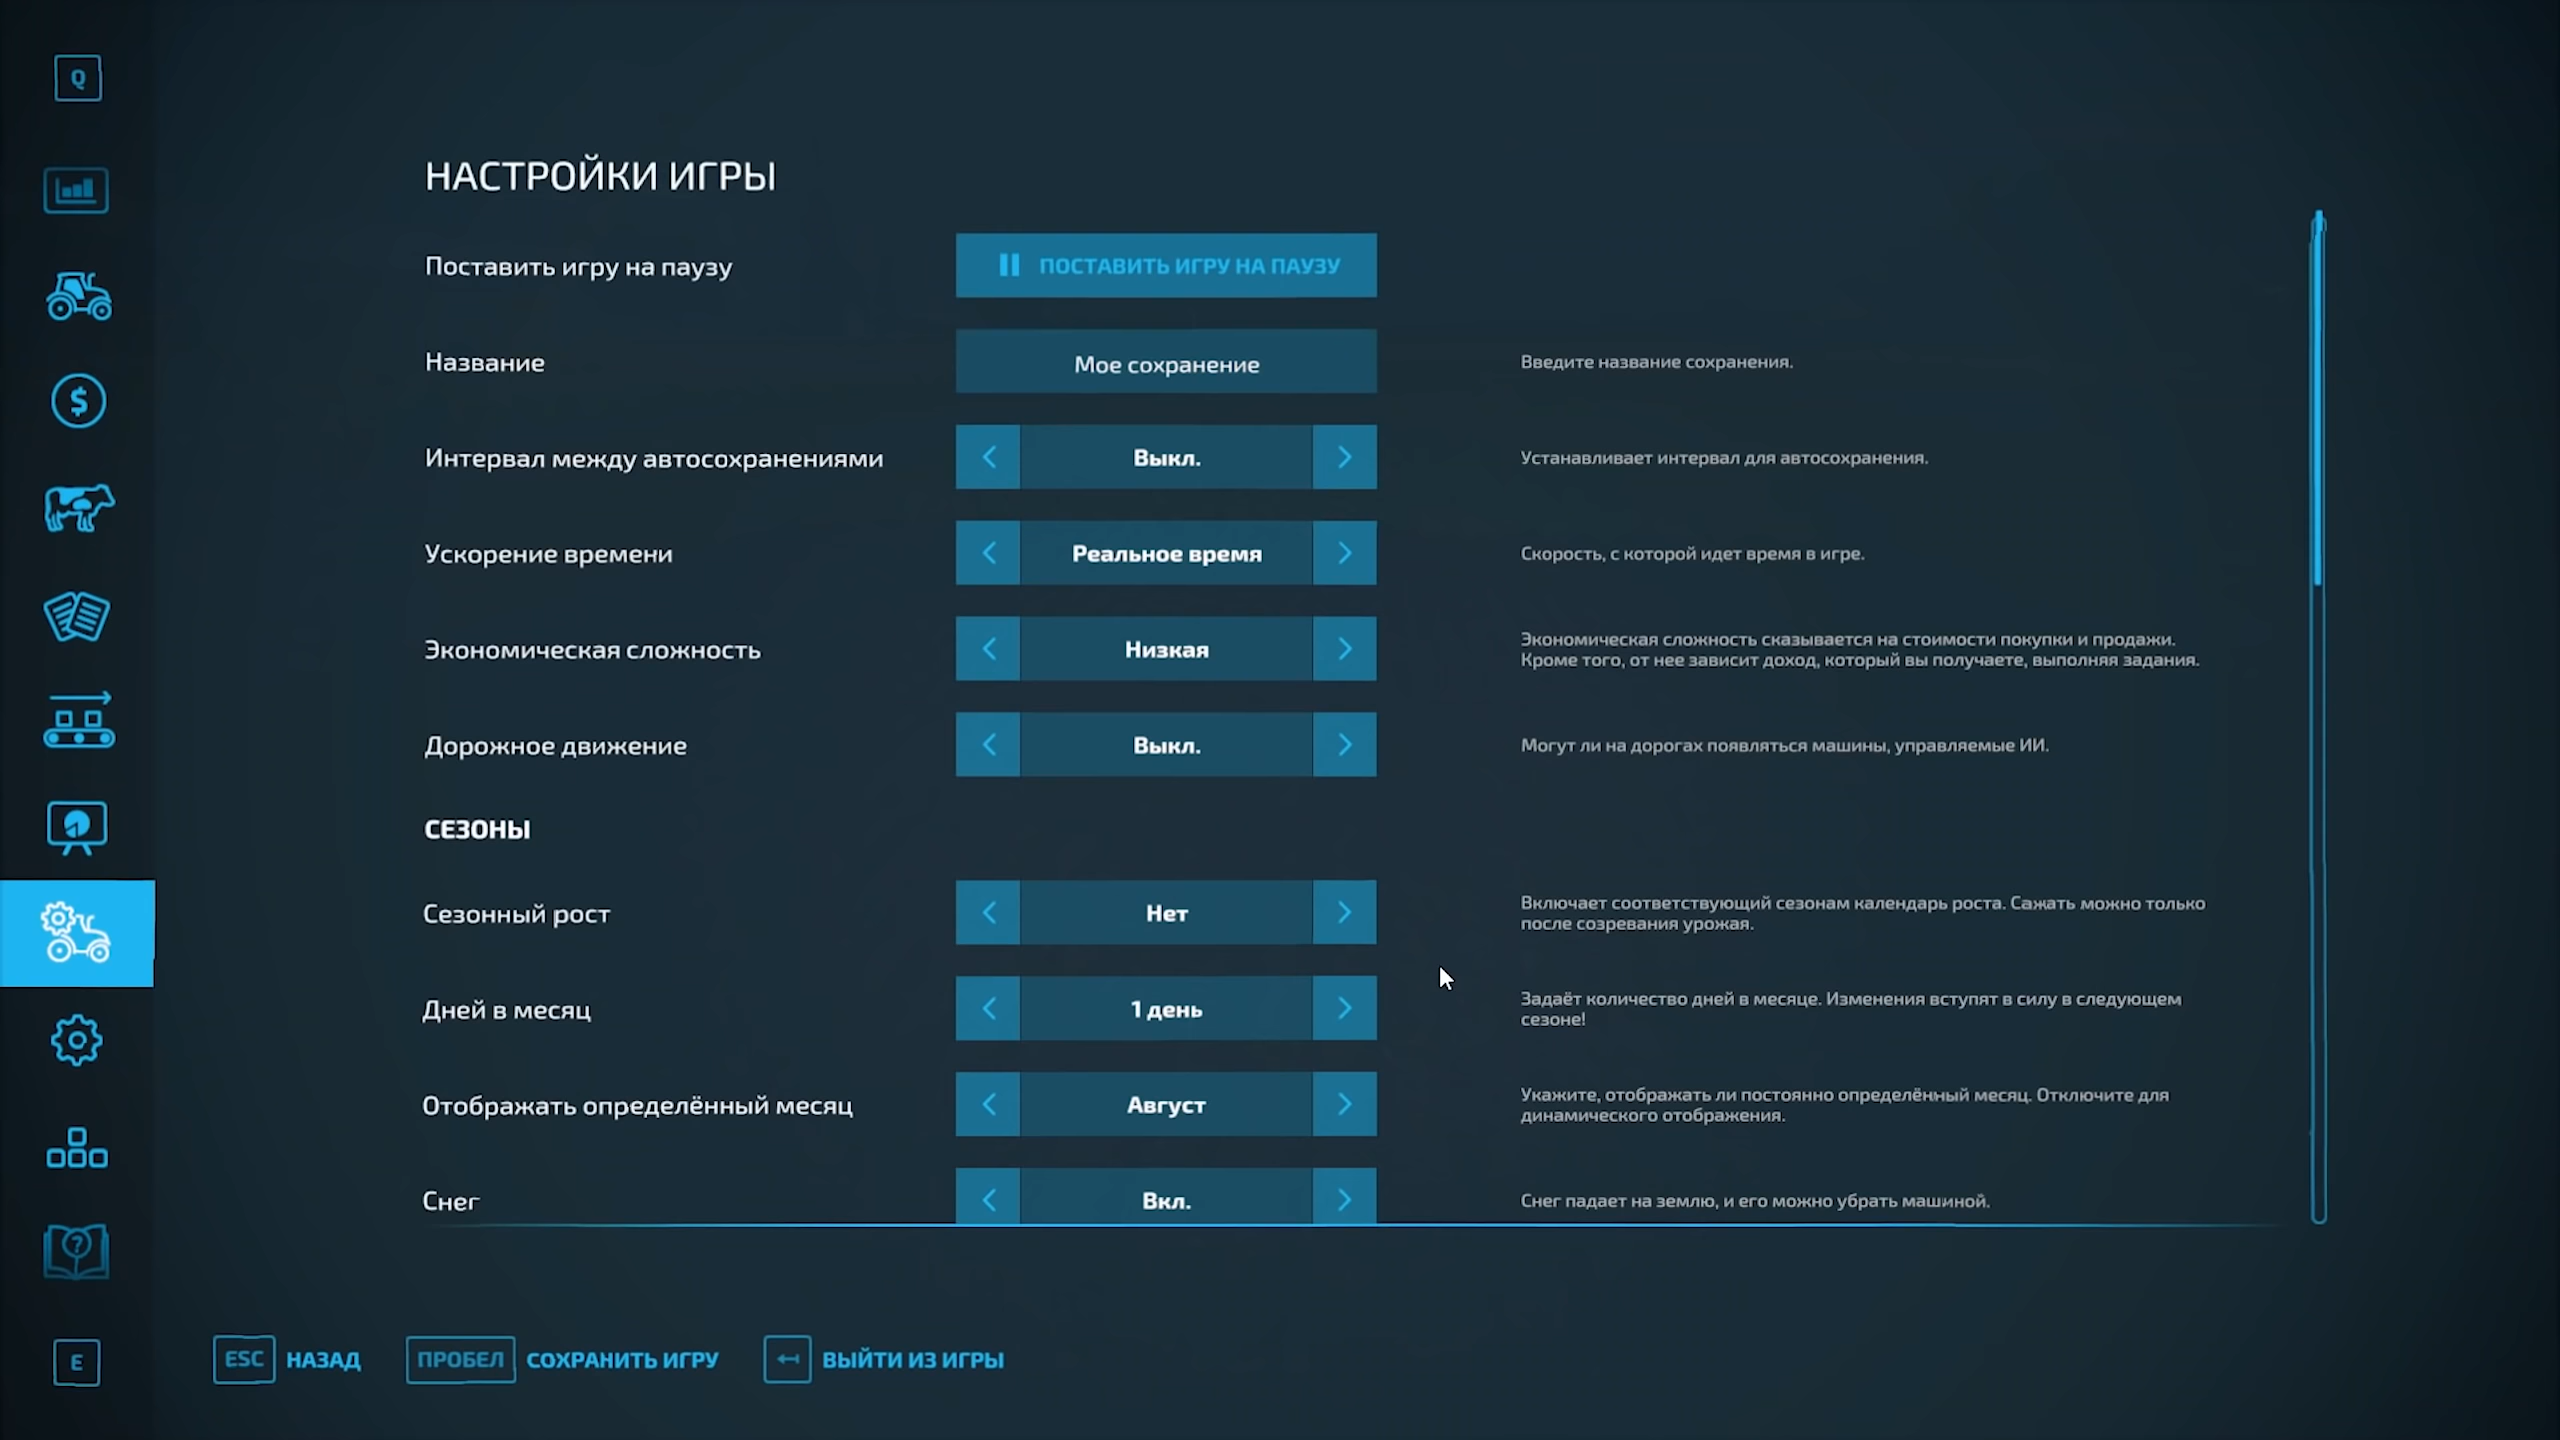 Q
НАСТРОЙКИ ИГРЫ
Поставить игру на паузу
ПОСТАВИТЬ ИГРУ НА ПАУЗУ
Название
Мое сохранение
Введите название сохранения.
Интервал между автосохранениями
Выкл.
Устанавливает интервал для автосохранения.
Ускорение времени
Реальное время
Скорость, с которой идет время в игре.
Экономическая сложность
Низкая
Экономическая сложность сказывается на стоимости покупки и продажи.
Кроме того, от нее зависит доход, который вы получаете, выполняя задания.
Дорожное движение
Выкл.
Могут ли на дорогах появляться машины, управляемые ИИ.
СЕЗОНЫ
Сезонный рост
Нет
Включает соответствующий сезонам календарь роста. Сажать можно только
после созревания урожая.
Дней в месяц
1 день
Задаёт количество дней в месяце. Изменения вступят в силу в следующем
сезоне!
Отображать определённый месяц
Август
Укажите, отображать ли постоянно определённый месяц. Отключите для
динамического отображения.
Снег
Вкл.
Снег падает на землю, и его можно убрать машиной.
E
ESC НАЗАД
ПРОБЕЛ СОХРАНИТЬ ИГРУ
ВЫЙТИ ИЗ ИГРЫ